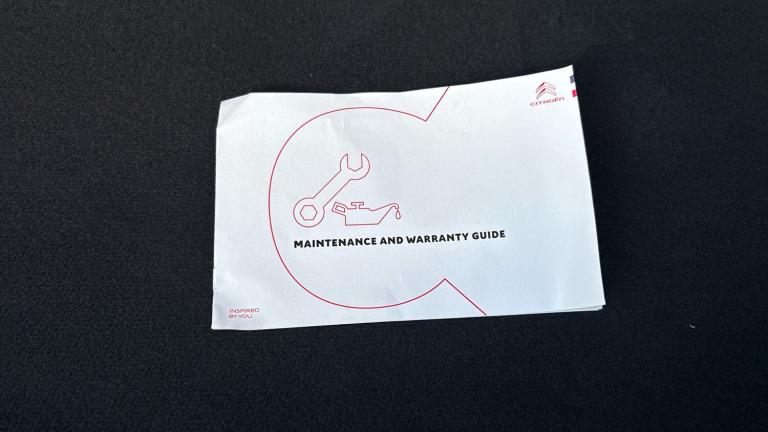 CITROËN
MAINTENANCE AND WARRANTY GUIDE
INSPIRED
BY YOU